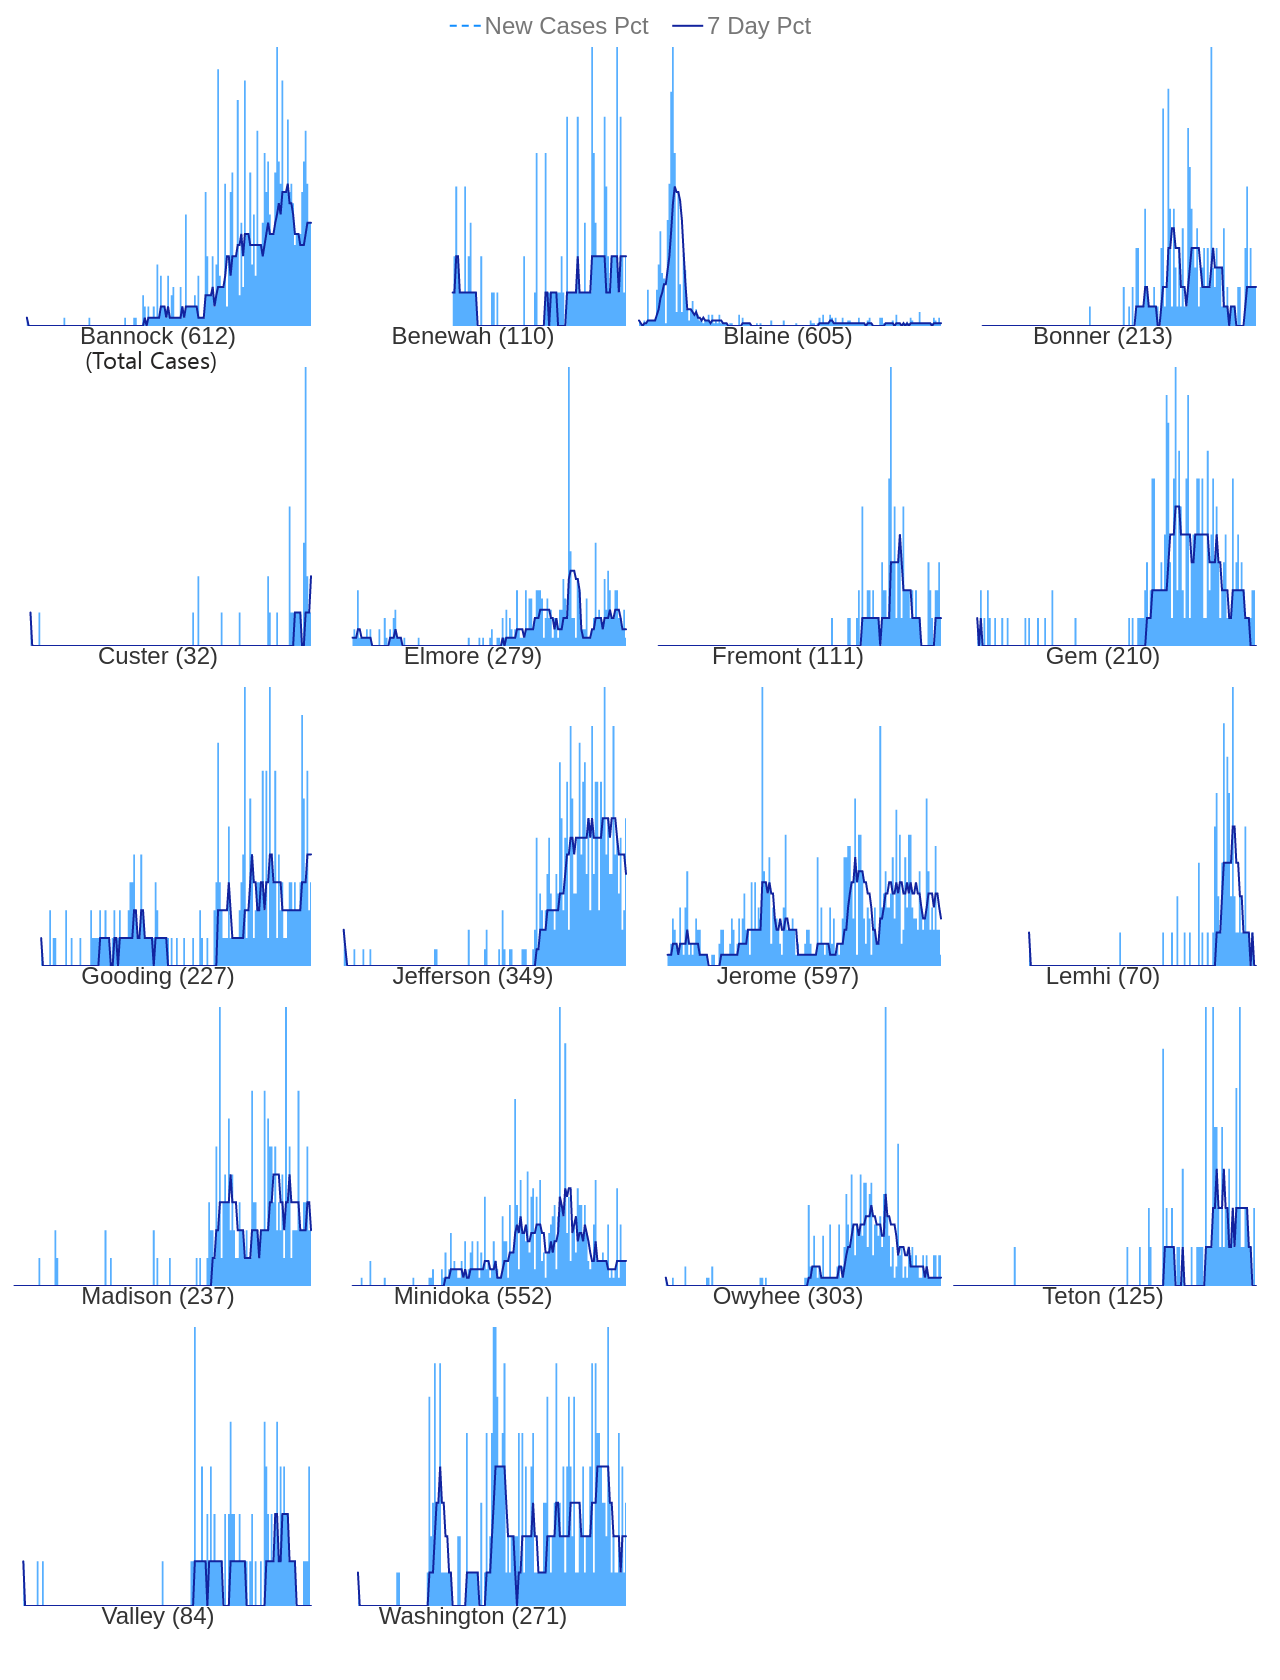 New Cases Pct 7 Day Pct
Bannock (612) Benewah (110) Blaine (605) Bonner (213)
(Total Cases)
Custer (32) Elmore (279) Fremont (111) Gem (210)
Gooding (227) Jefferson (349) Jerome (597) Lemhi (70)
Madison (237) Minidoka (552) Owyhee (303) Teton (125)
Valley (84) Washington (271)